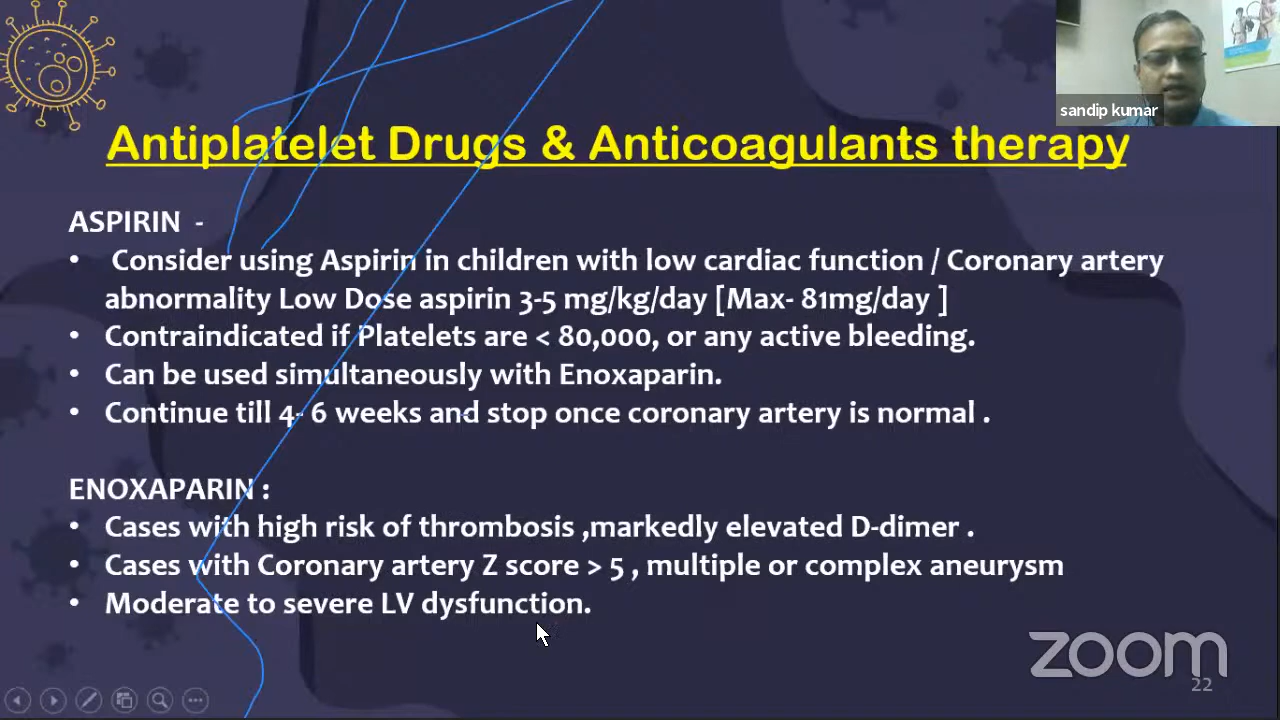 sandip kumar
Antiplatelet Drugs & Anticoagulants therapy
ASPIRIN -
• Consider using Aspirin in children with low cardiac function / Coronary artery
abnormality Low Dose aspirin 3-5 mg/kg/day [Max- 81mg/day ]
• Contraindicated if Platelets are < 80,000, or any active bleeding.
• Can be used simultaneously with Enoxaparin.
• Continue till 4- 6 weeks and stop once coronary artery is normal .
ENOXAPARIN :
• Cases with high risk of thrombosis ,markedly elevated D-dimer .
• Cases with Coronary artery Z score > 5 , multiple or complex aneurysm
• Moderate to severe LV dysfunction.
zoom
22